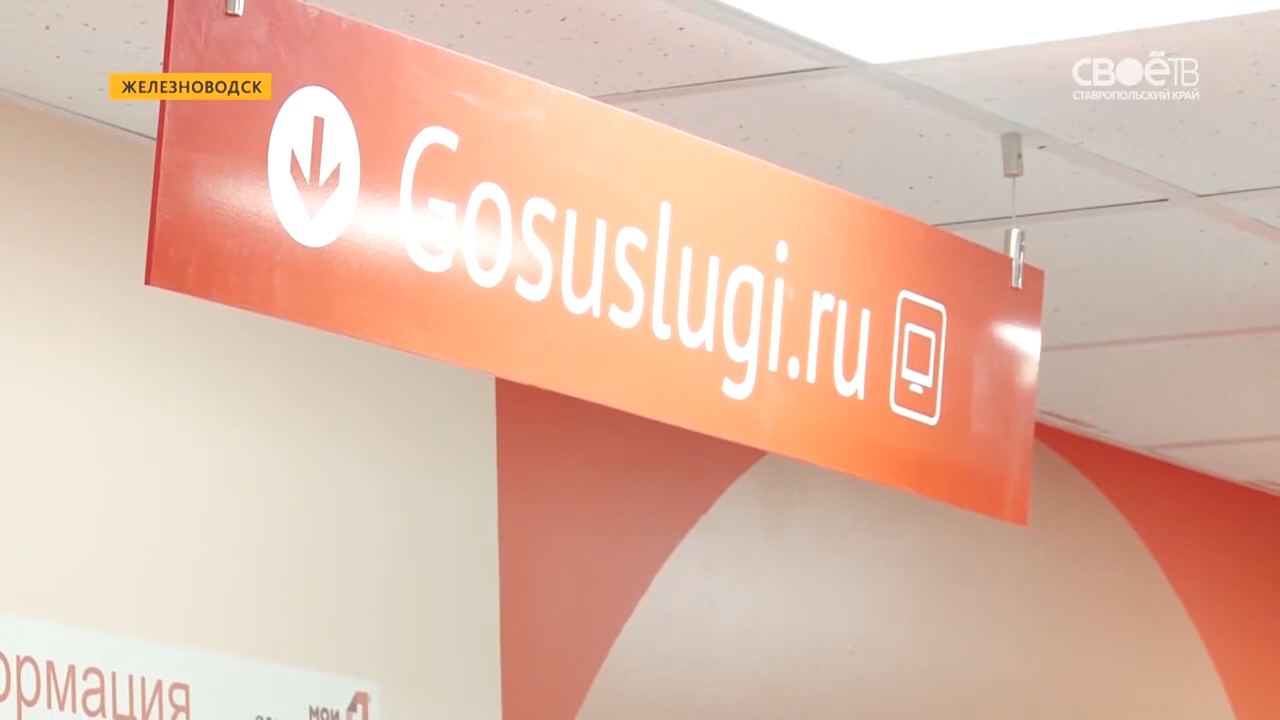 ЖЕЛЕЗНОВОДСК
СВОЁТВ
СТАВРОПОЛЬСКИЙ КРАЙ
Gosuslugi.ru
ормация
мои